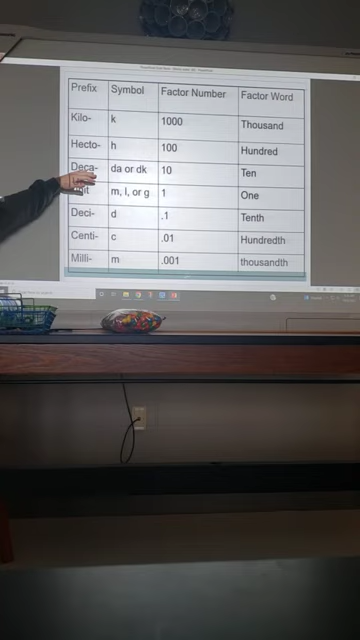 Prefix Symbol Factor Number Factor Word
Kilo- k 1000 Thousand
Hecto- h 100 Hundred
Deca- da or dk 10 Ten
m, l, or g 1 One
Deci- d .1 Tenth
Centi- c .01 Hundredth
Milli- m .001 thousandth